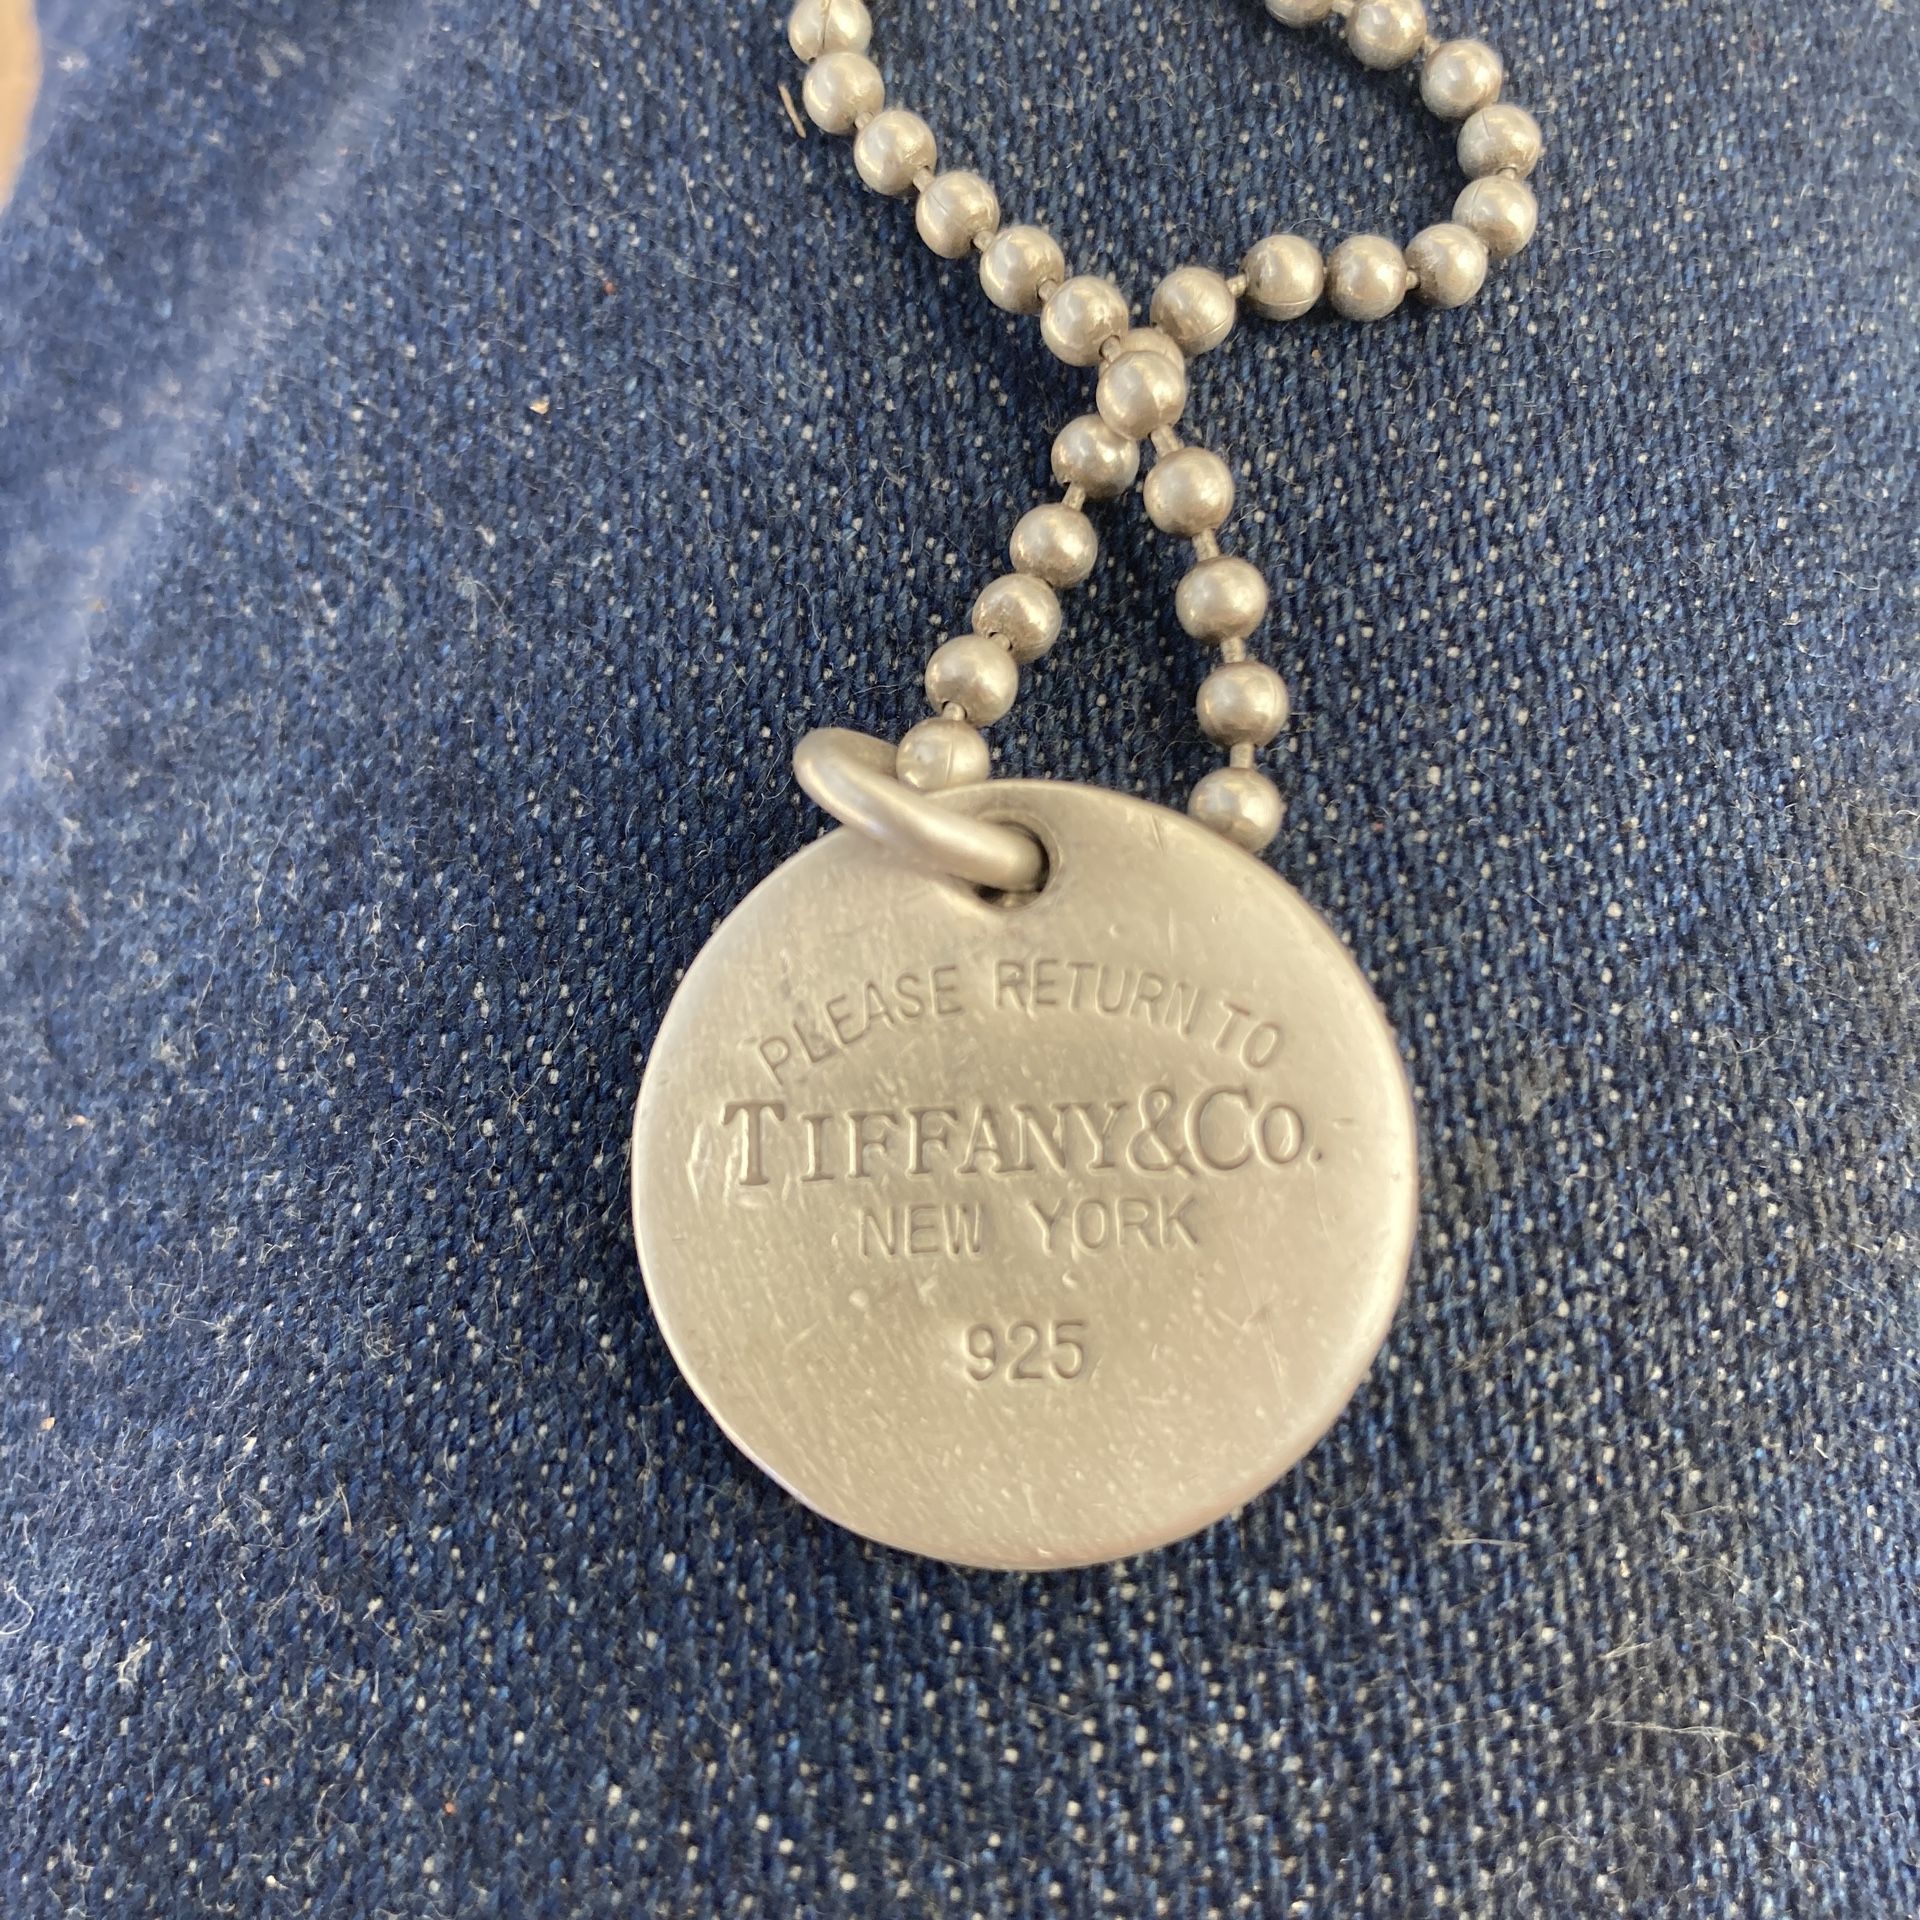 PLEASE RETURN TO
TIFFANY&CO.
NEW YORK
925